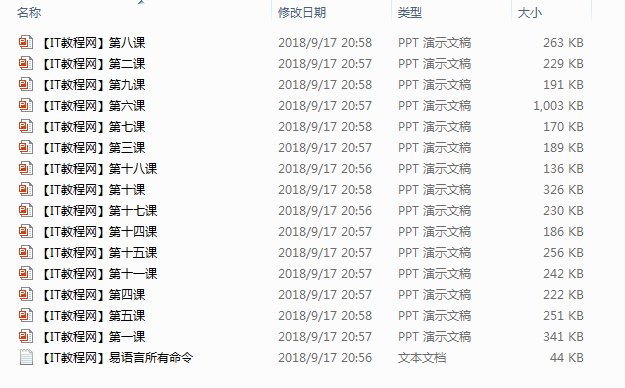 名称 修改日期 类型 大小
【IT教程网】第八课 2018/9/17 20:58 PPT 演示文稿 263 KB
【IT教程网】第二课 2018/9/17 20:57 PPT 演示文稿 229 KB
【IT教程网】第九课 2018/9/17 20:58 PPT 演示文稿 191 KB
【IT教程网】第六课 2018/9/17 20:57 PPT 演示文稿 1,003 KB
【IT教程网】第七课 2018/9/17 20:58 PPT 演示文稿 170 KB
【IT教程网】第三课 2018/9/17 20:57 PPT 演示文稿 189 KB
【IT教程网】第十八课 2018/9/17 20:56 PPT 演示文稿 136 KB
【IT教程网】第十课 2018/9/17 20:58 PPT 演示文稿 326 KB
【IT教程网】第十七课 2018/9/17 20:56 PPT 演示文稿 230 KB
【IT教程网】第十四课 2018/9/17 20:57 PPT 演示文稿 186 KB
【IT教程网】第十五课 2018/9/17 20:57 PPT 演示文稿 256 KB
【IT教程网】第十一课 2018/9/17 20:57 PPT 演示文稿 242 KB
【IT教程网】第四课 2018/9/17 20:57 PPT 演示文稿 222 KB
【IT教程网】第五课 2018/9/17 20:58 PPT 演示文稿 251 KB
【IT教程网】第一课 2018/9/17 20:57 PPT 演示文稿 341 KB
【IT教程网】易语言所有命令 2018/9/17 20:56 文本文档 44 KB